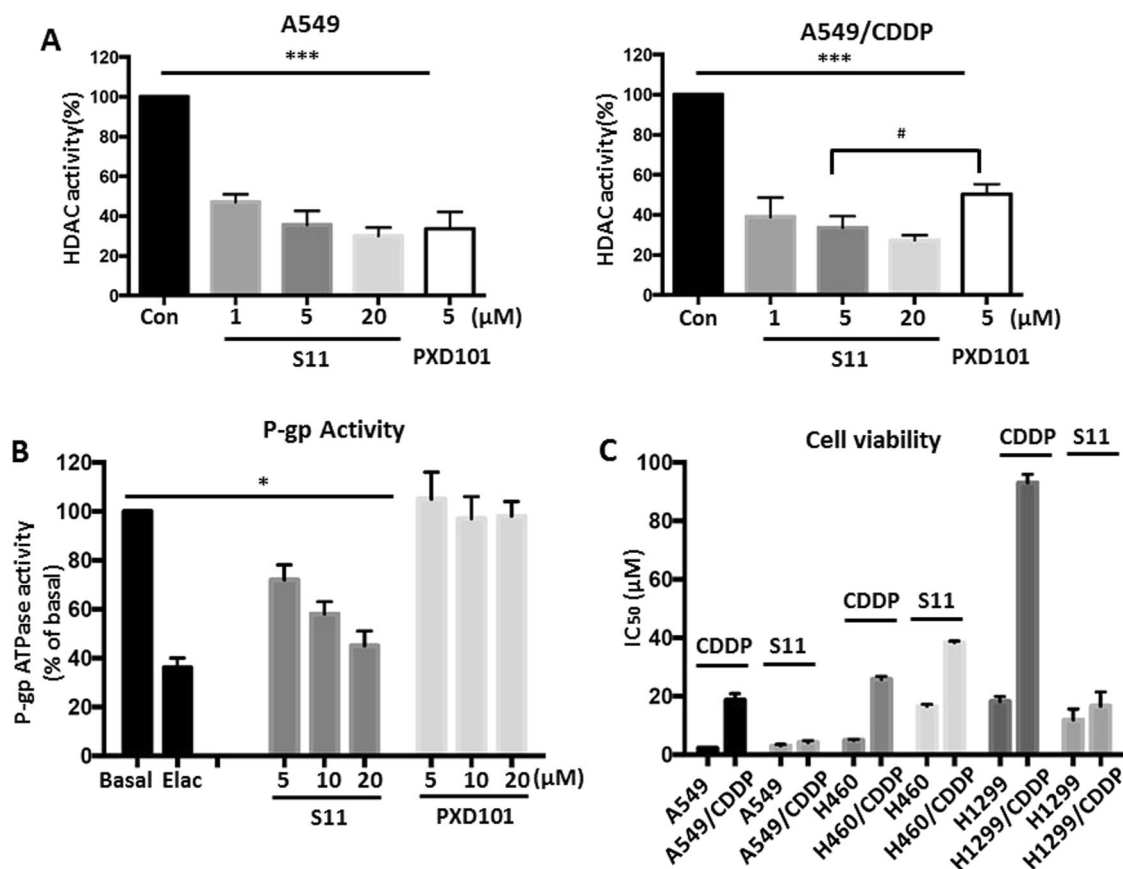 A
A549
***
HDAC activity(%)
120
100
80
60
40
20
0
Con
1
5
20
5
(μM)
S11
PXD101
A549/CDDP
***
#
HDAC activity(%)
120
100
80
60
40
20
0
Con
1
5
20
5
(μM)
S11
PXD101
B
P-gp Activity
*
P-gp ATPase activity
(% of basal)
120
100
80
60
40
20
0
Basal
Elac
5
10
20
5
10
20
(μM)
S11
PXD101
C
Cell viability
CDDP
S11
CDDP
S11
CDDP
S11
IC50 (μM)
100
80
60
40
20
0
A549
A549/CDDP
A549
A549/CDDP
H460
H460/CDDP
H460
H460/CDDP
H1299
H1299/CDDP
H1299
H1299/CDDP